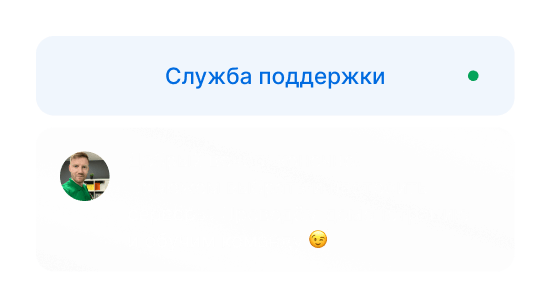 Служба поддержки
😉